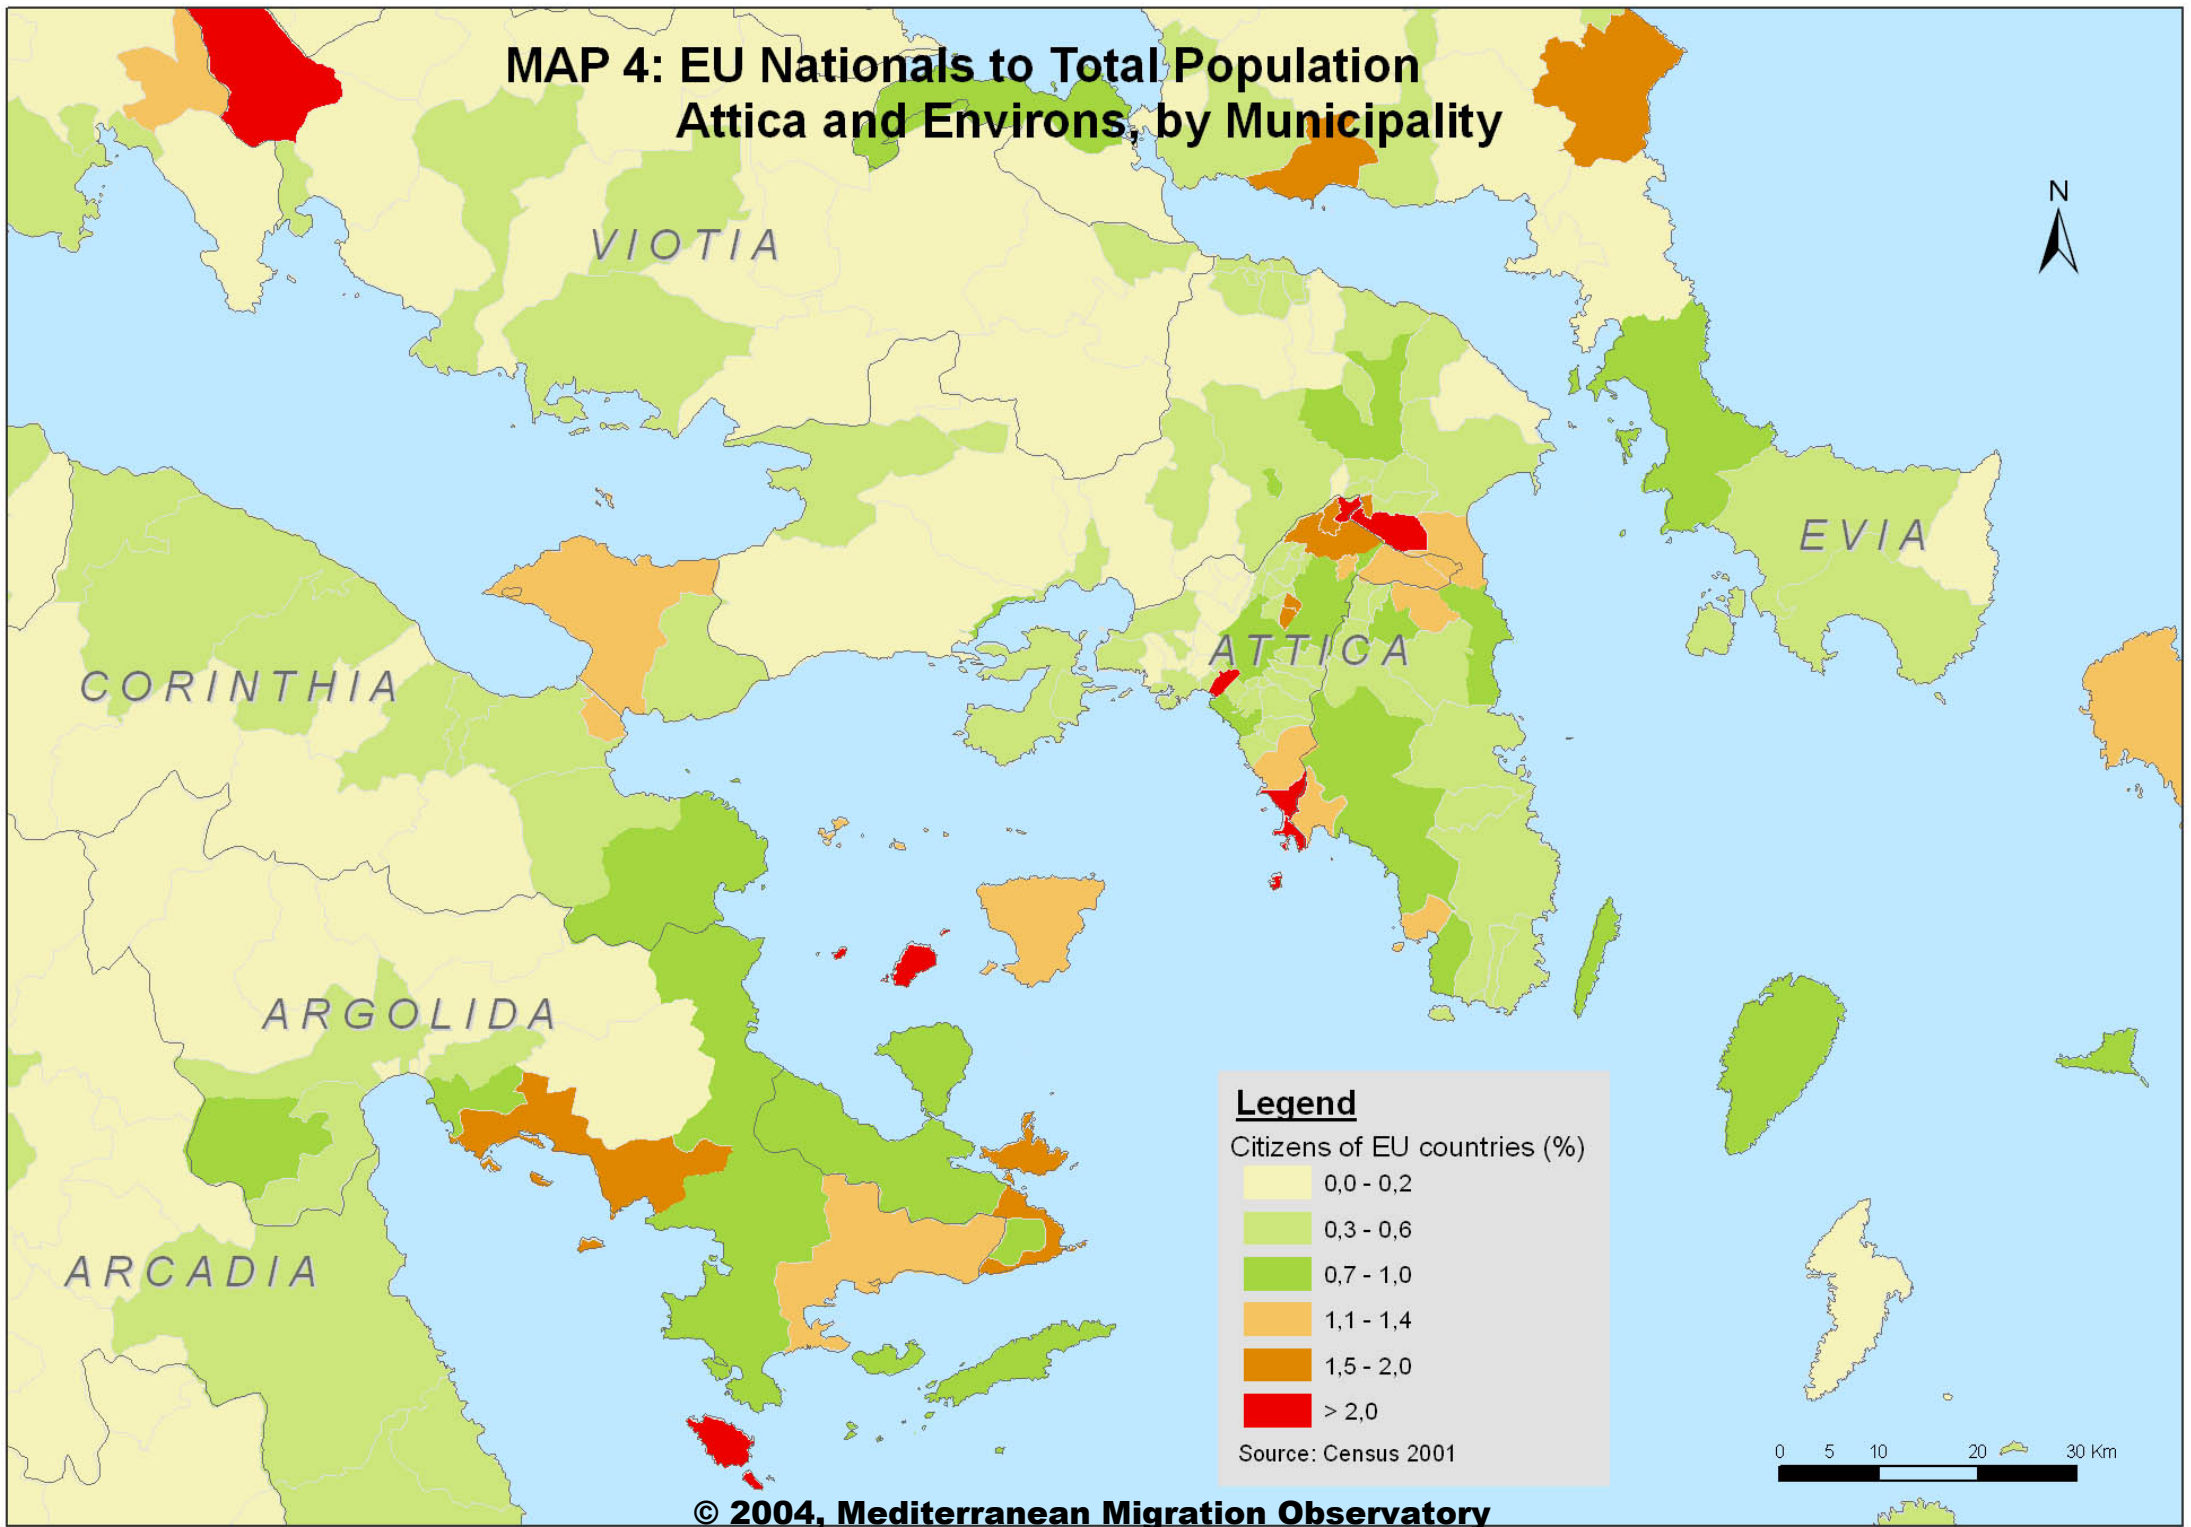 MAP 4: EU Nationals to Total Population
Attica and Environs, by Municipality
N
VIOTIA
EVIA
ATTICA
CORINTHIA
ARGOLIDA
ARCADIA
Legend
Citizens of EU countries (%)
0,0 - 0,2
0,3 - 0,6
0,7 - 1,0
1,1 - 1,4
1,5 - 2,0
> 2,0
Source: Census 2001
0 5 10 20 30 Km
© 2004, Mediterranean Migration Observatory